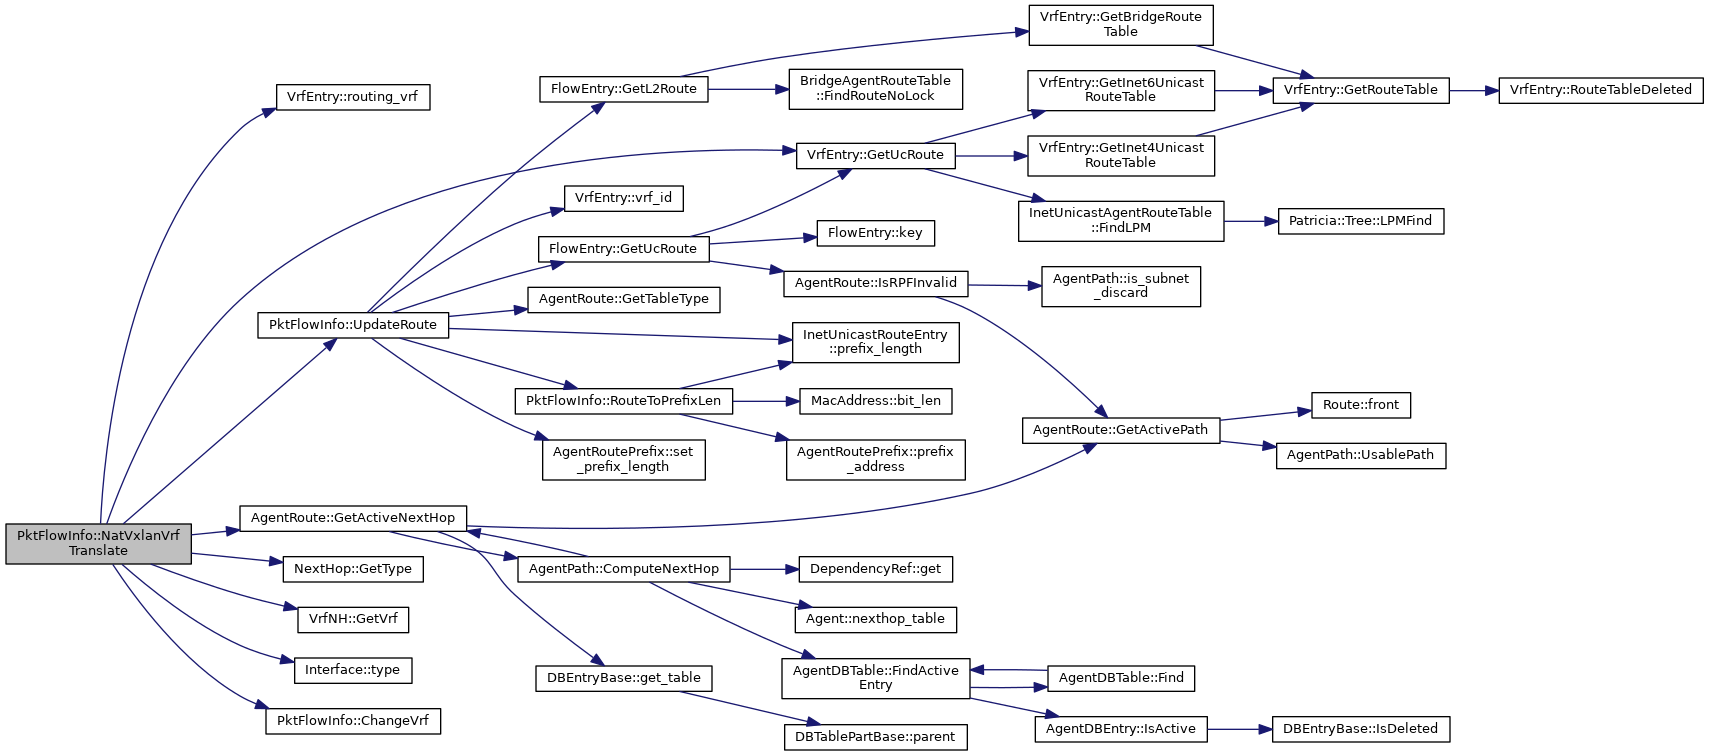 PktFlowInfo::NatVxlanVrf
Translate
VrfEntry::routing_vrf
PktFlowInfo::UpdateRoute
AgentRoute::GetActiveNextHop
NextHop::GetType
VrfNH::GetVrf
Interface::type
PktFlowInfo::ChangeVrf
FlowEntry::GetL2Route
VrfEntry::vrf_id
FlowEntry::GetUcRoute
AgentRoute::GetTableType
PktFlowInfo::RouteToPrefixLen
AgentRoutePrefix::set
_prefix_length
AgentPath::ComputeNextHop
DBEntryBase::get_table
BridgeAgentRouteTable
::FindRouteNoLock
VrfEntry::GetUcRoute
FlowEntry::key
AgentRoute::IsRPFInvalid
InetUnicastRouteEntry
::prefix_length
MacAddress::bit_len
AgentRoutePrefix::prefix
_address
DependencyRef::get
Agent::nexthop_table
AgentDBTable::FindActive
Entry
DBTablePartBase::parent
VrfEntry::GetBridgeRoute
Table
VrfEntry::GetInet6Unicast
RouteTable
VrfEntry::GetInet4Unicast
RouteTable
InetUnicastAgentRouteTable
::FindLPM
AgentPath::is_subnet
_discard
AgentRoute::GetActivePath
AgentDBTable::Find
AgentDBEntry::IsActive
VrfEntry::GetRouteTable
Patricia::Tree::LPMFind
Route::front
AgentPath::UsablePath
DBEntryBase::IsDeleted
VrfEntry::RouteTableDeleted